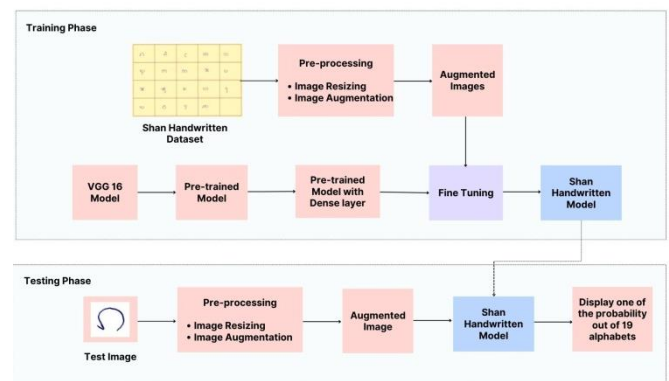 Training Phase
Pre-processing
• Image Resizing
• Image Augmentation
Augmented
Images
Shan Handwritten
Dataset
VGG 16
Model
Pre-trained
Model
Pre-trained
Model with
Dense layer
Fine Tuning
Shan
Handwritten
Model
Testing Phase
Test Image
Pre-processing
• Image Resizing
• Image Augmentation
Augmented
Image
Shan
Handwritten
Model
Display one of
the probability
out of 19
alphabets